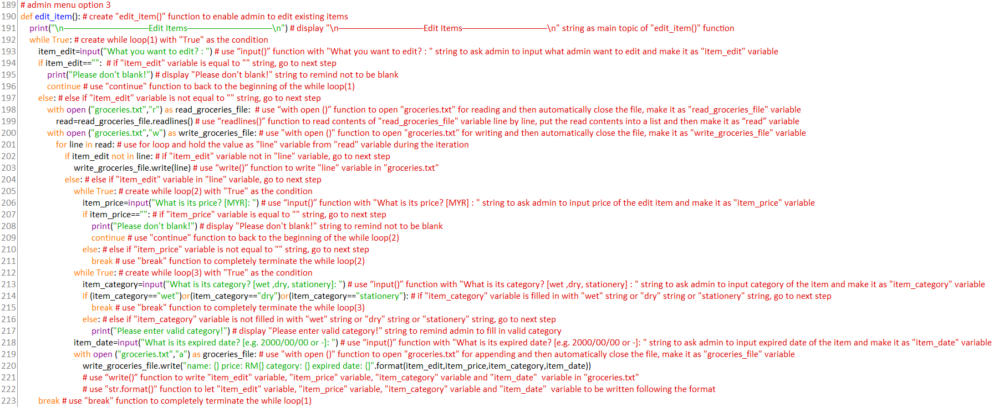 189 # admin menu option 3
190 def edit_item(): # create "edit_item()" function to enable admin to edit existing items
191 print("\n——————————Edit Items——————————\n") # display "\n——————————Edit Items——————————\n" string as main topic of "edit_item()" function
192 while True: # create while loop(1) with "True" as the condition
193 item_edit=input("What you want to edit? : ") # use “input()” function with "What you want to edit? : " string to ask admin to input what admin want to edit and make it as "item_edit" variable
194 if item_edit=="": # if "item_edit" variable is equal to "" string, go to next step
195 print("Please don't blank!") # display "Please don't blank!" string to remind not to be blank
196 continue # use "continue" function to back to the beginning of the while loop(1)
197 else: # else if "item_edit" variable is not equal to "" string, go to next step
198 with open ("groceries.txt","r") as read_groceries_file: # use “with open ()” function to open "groceries.txt" for reading and then automatically close the file, make it as "read_groceries_file" variable
199 read=read_groceries_file.readlines() # use “readlines()” function to read contents of "read_groceries_file" variable line by line, put the read contents into a list and then make it as “read” variable
200 with open ("groceries.txt","w") as write_groceries_file: # use "with open ()" function to open "groceries.txt" for writing and then automatically close the file, make it as "write_groceries_file" variable
201 for line in read: # use for loop and hold the value as "line" variable from "read" variable during the iteration
202 if item_edit not in line: # if "item_edit" variable not in "line" variable, go to next step
203 write_groceries_file.write(line) # use “write()” function to write "line" variable in "groceries.txt"
204 else: # else if "item_edit" variable in "line" variable, go to next step
205 while True: # create while loop(2) with "True" as the condition
206 item_price=input("What is its price? [MYR]: ") # use “input()” function with "What is its price? [MYR] : " string to ask admin to input price of the edit item and make it as "item_price" variable
207 if item_price=="": # if "item_price" variable is equal to "" string, go to next step
208 print("Please don't blank!") # display "Please don't blank!" string to remind not to be blank
209 continue # use "continue" function to back to the beginning of the while loop(2)
210 else: # else if "item_price" variable is not equal to "" string, go to next step
211 break # use "break" function to completely terminate the while loop(2)
212 while True: # create while loop(3) with "True" as the condition
213 item_category=input("What is its category? [wet ,dry, stationery]: ") # use “input()” function with "What is its category? [wet ,dry, stationery] : " string to ask admin to input category of the item and make it as "item_category" variable
214 if (item_category=="wet")or(item_category=="dry")or(item_category=="stationery"): # if "item_category" variable is filled in with "wet" string or "dry" string or "stationery" string, go to next step
215 break # use "break" function to completely terminate the while loop(3)
216 else: # else if "item_category" variable is not filled in with "wet" string or "dry" string or "stationery" string, go to next step
217 print("Please enter valid category!") # display "Please enter valid category!" string to remind admin to fill in valid category
218 item_date=input("What is its expired date? [e.g. 2000/00/00 or -]: ") # use “input()” function with "What is its expired date? [e.g. 2000/00/00 or -]: " string to ask admin to input expired date of the item and make it as "item_date" variable
219 with open ("groceries.txt","a") as groceries_file: # use "with open ()" function to open "groceries.txt" for appending and then automatically close the file, make it as "groceries_file" variable
220 write_groceries_file.write("name: {} price: RM{} category: {} expired date: {}".format(item_edit,item_price,item_category,item_date))
221 # use “write()” function to write "item_edit" variable, "item_price" variable, "item_category" variable and "item_date" variable in "groceries.txt"
222 # use "str.format()" function to let "item_edit" variable, "item_price" variable, "item_category" variable and "item_date" variable to be written following the format
223 break # use "break" function to completely terminate the while loop(1)